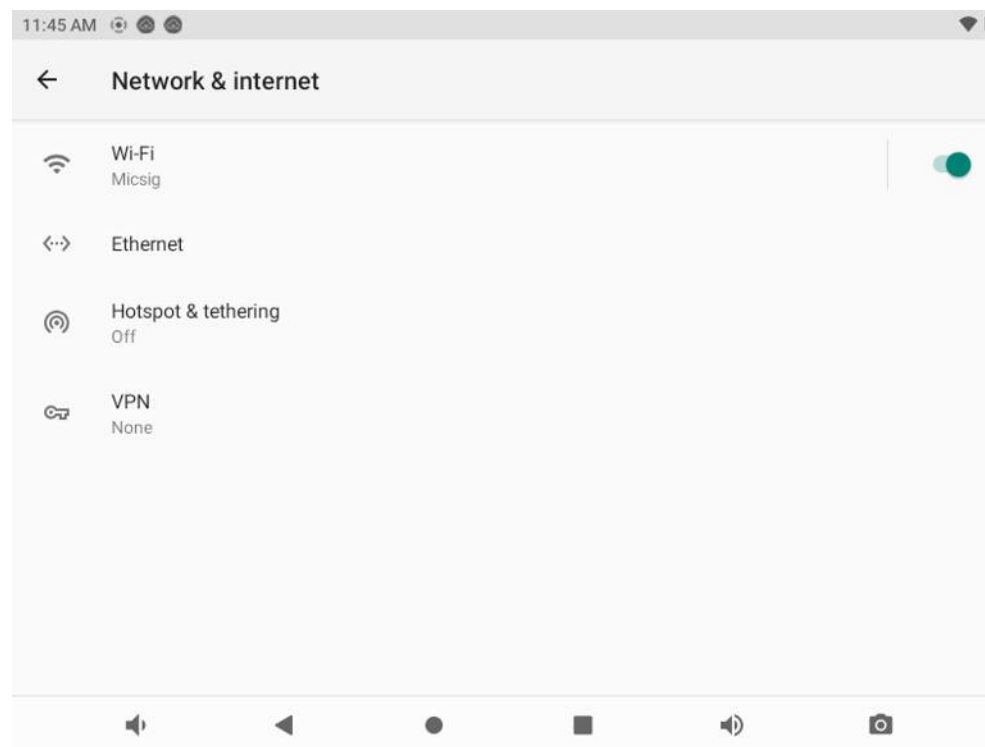 11:45 AM
Network & internet
Wi-Fi
Micsig
Ethernet
Hotspot & tethering
Off
VPN
None